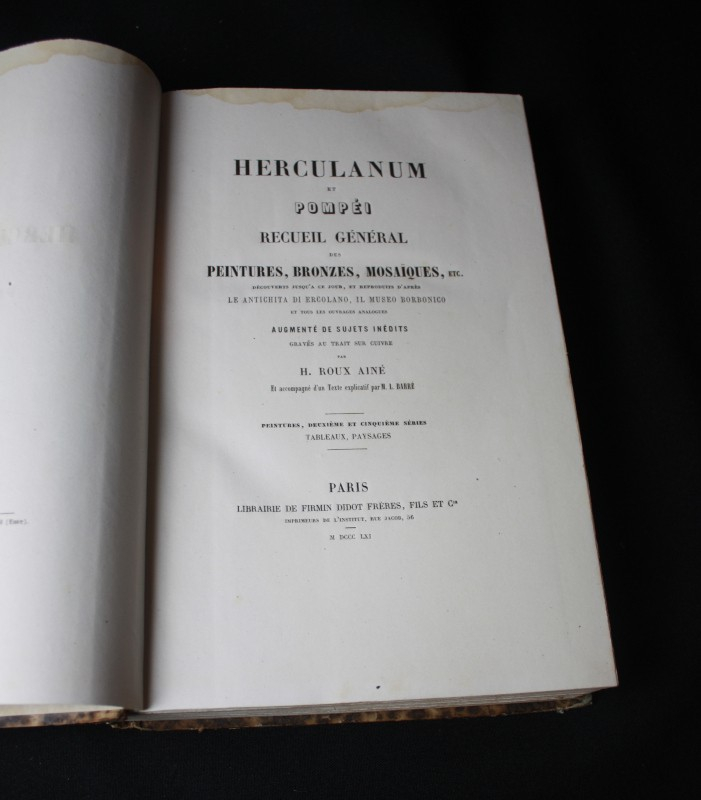 HERCULANUM
ET
POMPÉI
RECUEIL GÉNÉRAL
DES
PEINTURES, BRONZES, MOSAÏQUES, ETC.
DÉCOUVERTS JUSQU'A CE JOUR, ET REPRODUITS D'APRÈS
LE ANTICHITA DI ERCOLANO, IL MUSEO BORBONICO
ET TOUS LES OUVRAGES ANALOGUES
AUGMENTÉ DE SUJETS INÉDITS
GRAVÉS AU TRAIT SUR CUIVRE
PAR
H. ROUX AINÉ
Et accompagné d'un Texte explicatif par M. L. BARRÉ
PEINTURES, DEUXIÈME ET CINQUIÈME SÉRIES
TABLEAUX, PAYSAGES
PARIS
LIBRAIRIE DE FIRMIN DIDOT FRÈRES, FILS ET Cie
IMPRIMEURS DE L'INSTITUT, RUE JACOB, 56
M DCCC LXI
(EURE).